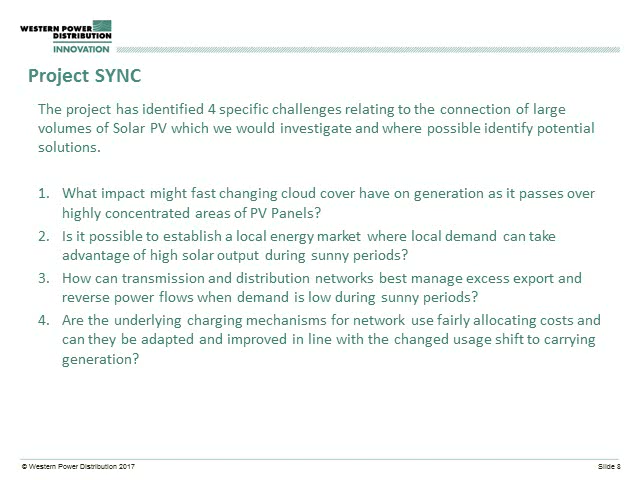 WESTERN POWER
DISTRIBUTION
INNOVATION
Project SYNC
The project has identified 4 specific challenges relating to the connection of large
volumes of Solar PV which we would investigate and where possible identify potential
solutions.
1. What impact might fast changing cloud cover have on generation as it passes over
highly concentrated areas of PV Panels?
2. Is it possible to establish a local energy market where local demand can take
advantage of high solar output during sunny periods?
3. How can transmission and distribution networks best manage excess export and
reverse power flows when demand is low during sunny periods?
4. Are the underlying charging mechanisms for network use fairly allocating costs and
can they be adapted and improved in line with the changed usage shift to carrying
generation?
© Western Power Distribution 2017
Slide 8